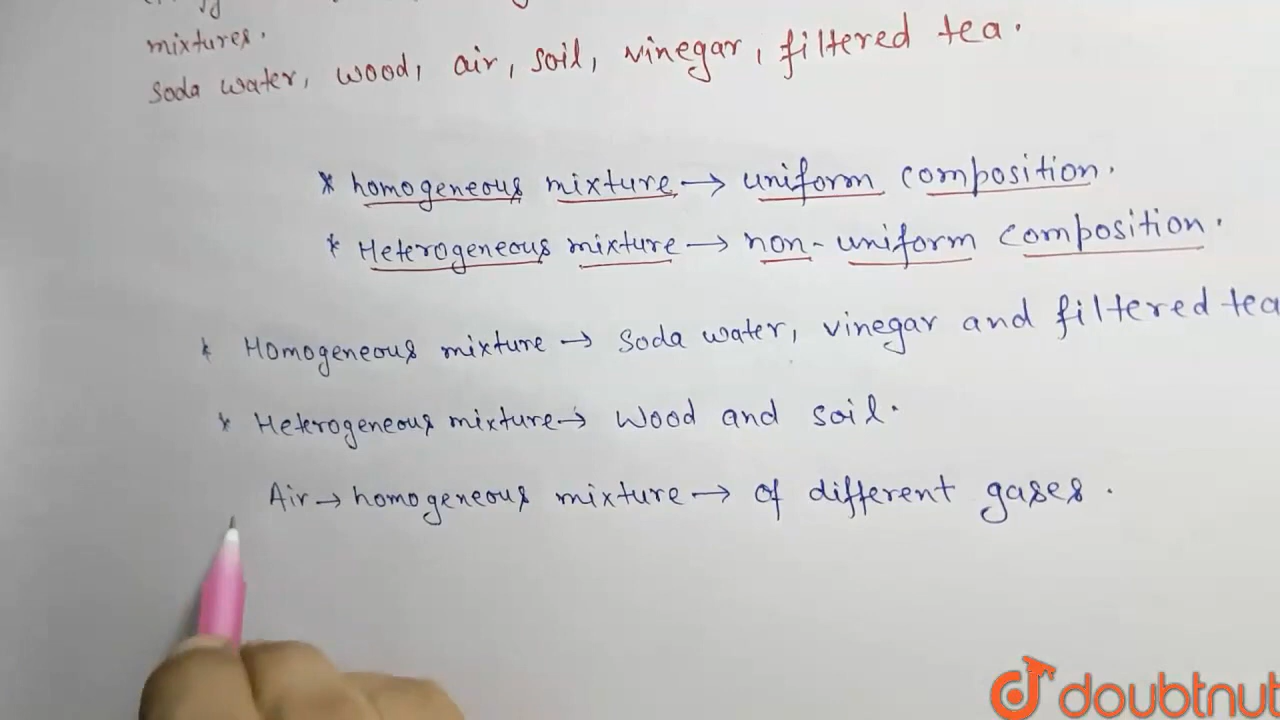 mixtures.
soda water, wood, air, soil, vinegar, filtered tea.
* homogeneous mixture → uniform composition.
* Heterogeneous mixture → non-uniform composition.
* Homogeneous mixture → soda water, vinegar and filtered tea
* Heterogeneous mixture → wood and soil.
Air → homogeneous mixture → of different gases.
doubtnut